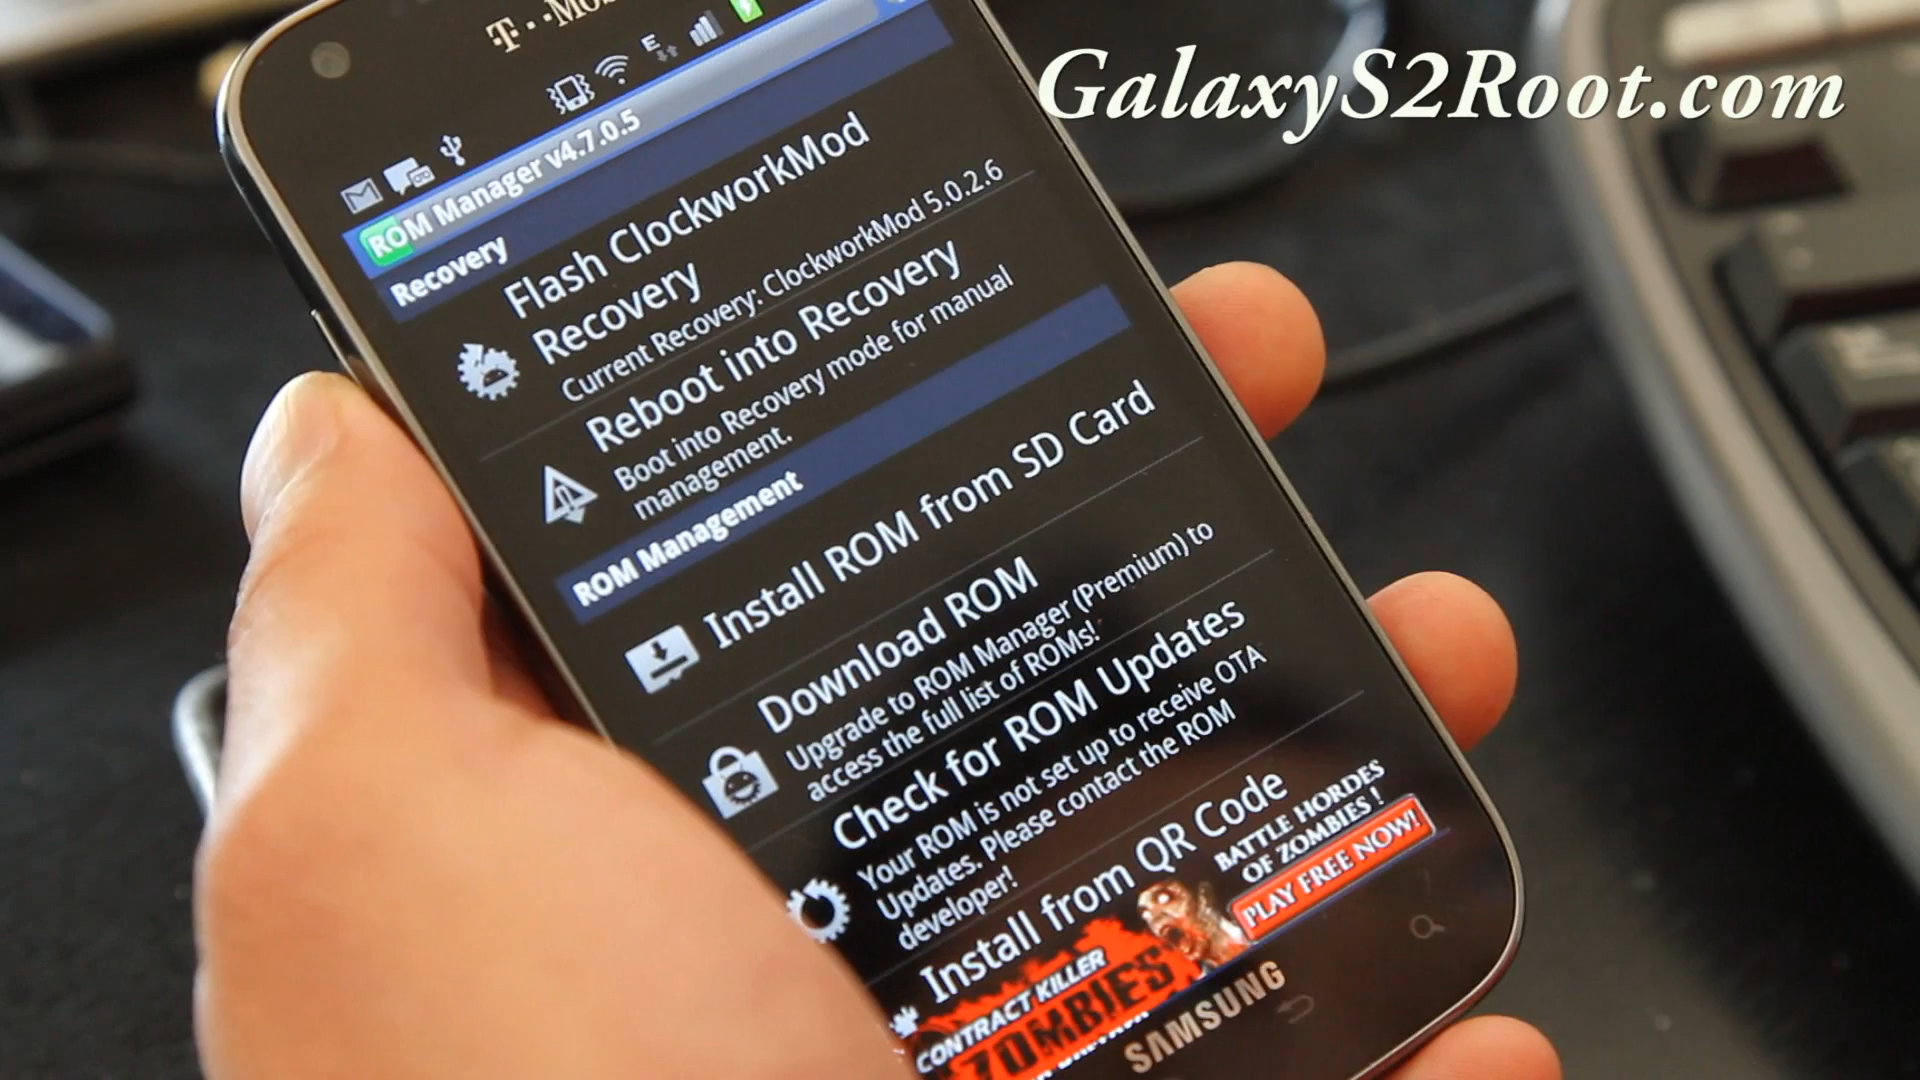 T··Mo
GalaxyS2Root.com
E
ROM Manager v4.7.0.5
Recovery
Flash ClockworkMod
Recovery
Current Recovery: ClockworkMod 5.0.2.6
Reboot into Recovery
Boot into Recovery mode for manual
management.
ROM Management
Install ROM from SD Card
Download ROM
Upgrade to ROM Manager (Premium) to
access the full list of ROMs!
Check for ROM Updates
Your ROM is not set up to receive OTA
Updates. Please contact the ROM
developer!
Install from QR Code
BATTLE HORDES
OF ZOMBIES!
PLAY FREE NOW!
CONTRACT KILLER
ZOMBIES
SAMSUNG